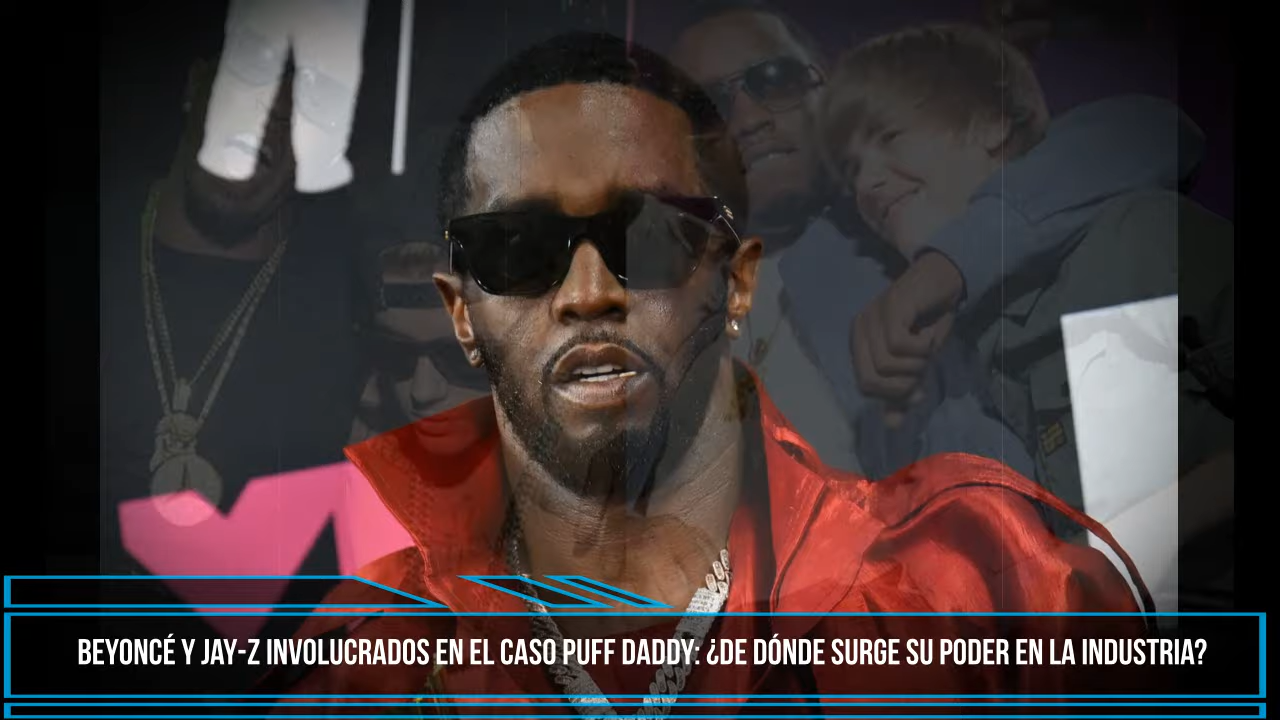 BEYONCÉ Y JAY-Z INVOLUCRADOS EN EL CASO PUFF DADDY: ¿DE DÓNDE SURGE SU PODER EN LA INDUSTRIA?